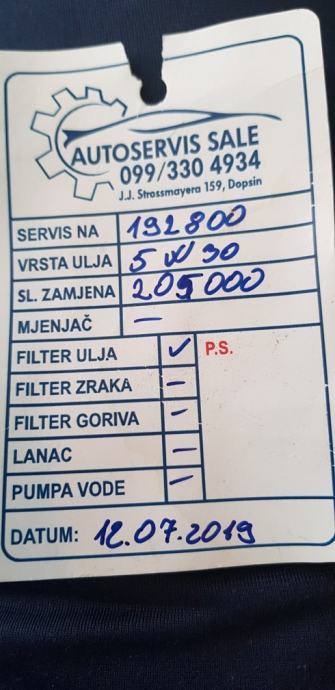 AUTOSERVIS SALE
099/330 4934
J.J. Strossmayera 159, Dopsin
SERVIS NA 192800
VRSTA ULJA 5W30
SL. ZAMJENA 205000
MJENJAČ —
FILTER ULJA ✓ P.S.
FILTER ZRAKA –
FILTER GORIVA –
LANAC –
PUMPA VODE –
DATUM: 12.07.2019